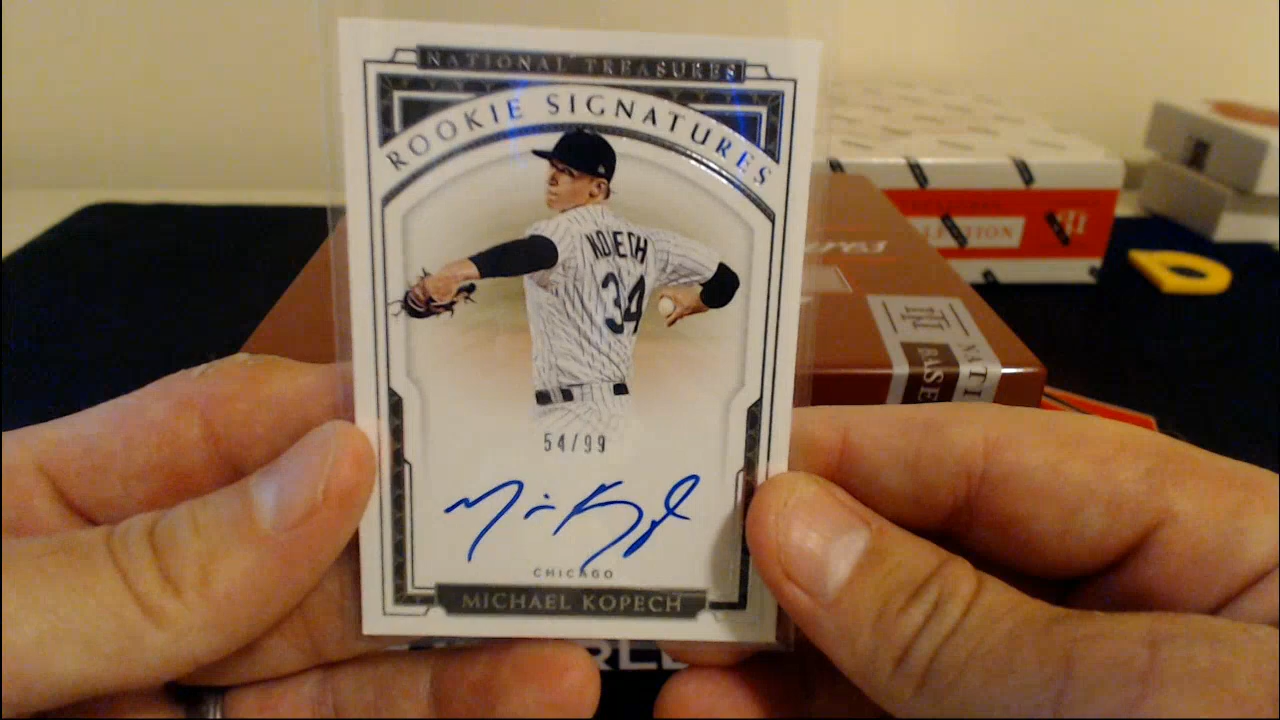 NATIONAL TREASURES
ROOKIE SIGNATURES
KOPECH
34
54/99
CHICAGO
MICHAEL KOPECH